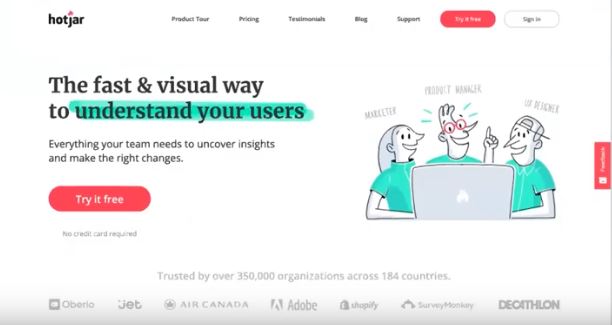 hotjar
Product Tour Pricing Testimonials Blog Support Try it free Sign in
The fast & visual way
to understand your users
Everything your team needs to uncover insights
and make the right changes.
Try it free
No credit card required
MARKETER
PRODUCT MANAGER
UX DESIGNER
Feedback
Trusted by over 350,000 organizations across 184 countries.
Oberlo Jet AIR CANADA Adobe shopify SurveyMonkey DECATHLON